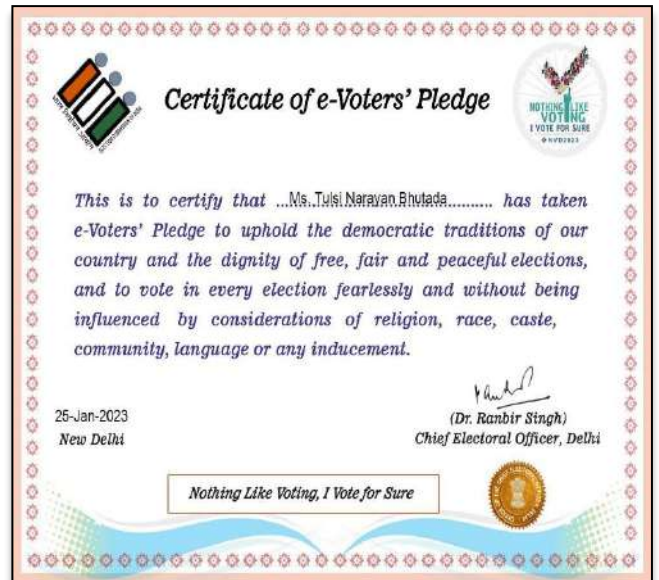 Certificate of e-Voters' Pledge
NOTHING LIKE
VOTING
I VOTE FOR SURE
# NVD2023
This is to certify that ...Ms. Tulsi Narayan Bhutada.......... has taken
e-Voters' Pledge to uphold the democratic traditions of our
country and the dignity of free, fair and peaceful elections,
and to vote in every election fearlessly and without being
influenced by considerations of religion, race, caste,
community, language or any inducement.
25-Jan-2023
New Delhi
(Dr. Ranbir Singh)
Chief Electoral Officer, Delhi
Nothing Like Voting, I Vote for Sure